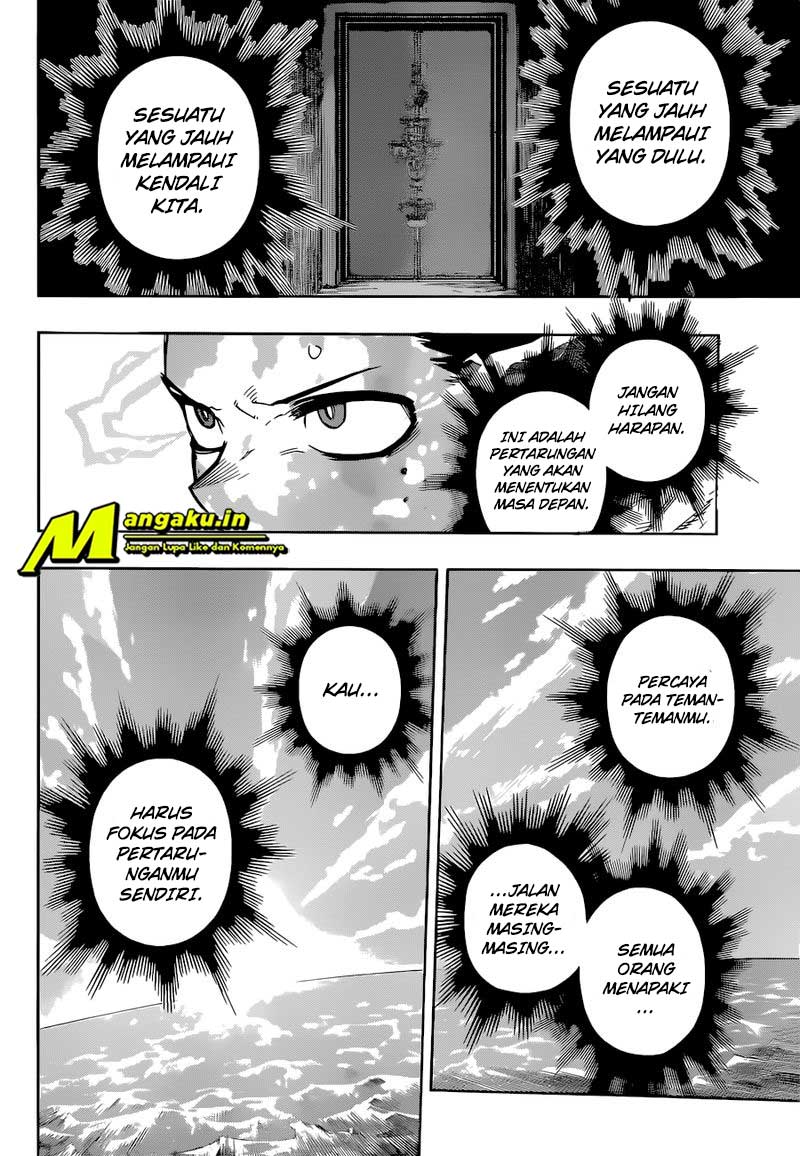 SESUATU
YANG JAUH
MELAMPAUI
YANG DULU.
SESUATU
YANG JAUH
MELAMPAUI
KENDALI
KITA.
JANGAN
HILANG
HARAPAN.
INI ADALAH
PERTARUNGAN
YANG AKAN
MENENTUKAN
MASA DEPAN.
Mangaku.in
Jangan Lupa Like dan Komennya
PERCAYA
PADA TEMAN-
TEMANMU.
SEMUA
ORANG
MENAPAKI
...
...JALAN
MEREKA
MASING-
MASING...
KAU...
HARUS
FOKUS PADA
PERTARU-
NGANMU
SENDIRI.